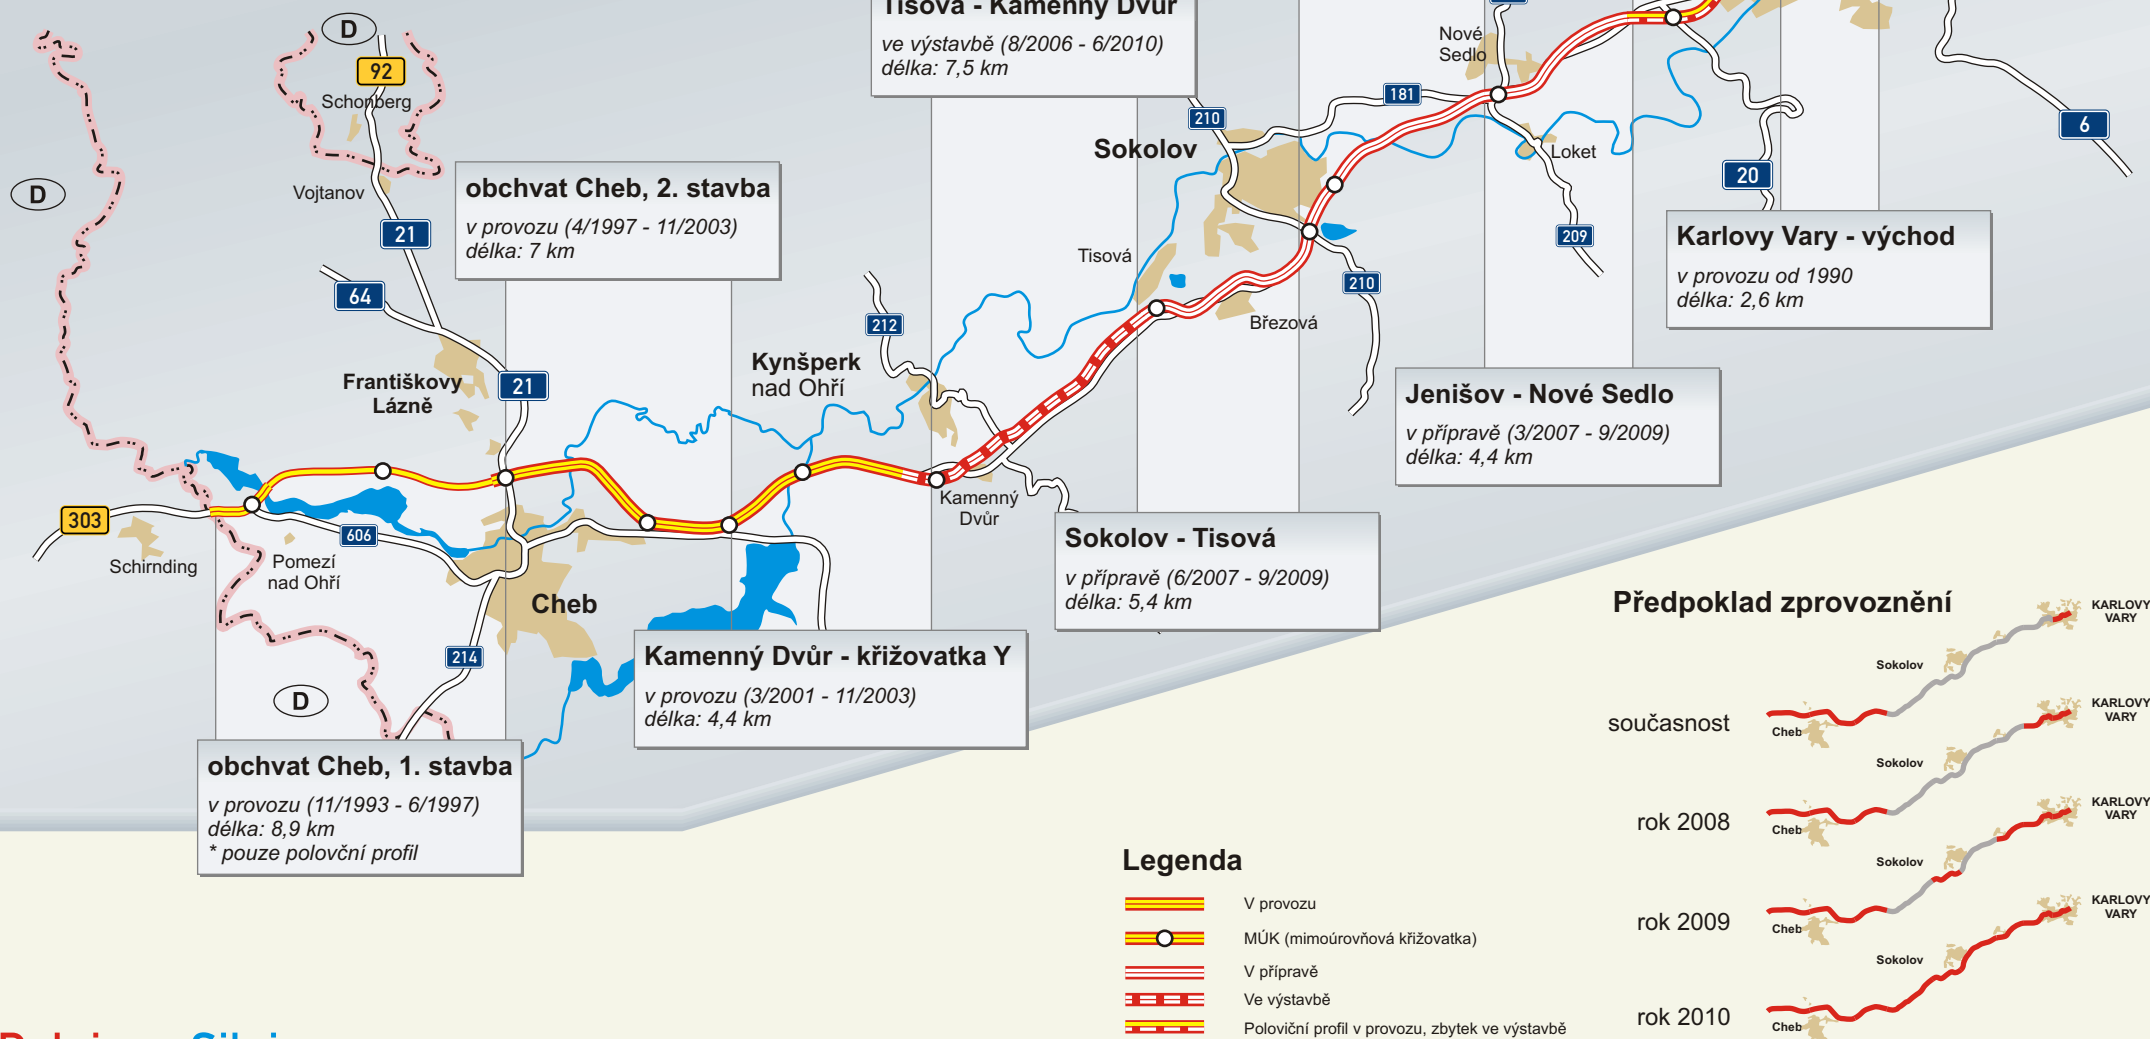 Tisová - Kamenný Dvůr
ve výstavbě (8/2006 - 6/2010)
délka: 7,5 km
D
92
Schonberg
D
Vojtanov
21
64
obchvat Cheb, 2. stavba
v provozu (4/1997 - 11/2003)
délka: 7 km
Františkovy
Lázně
21
Nové
Sedlo
181
210
Sokolov
Loket
209
20
6
Karlovy Vary - východ
v provozu od 1990
délka: 2,6 km
Tisová
210
Březová
212
Kynšperk
nad Ohří
Jenišov - Nové Sedlo
v přípravě (3/2007 - 9/2009)
délka: 4,4 km
Kamenný
Dvůr
303
Schirnding
606
Pomezí
nad Ohří
Cheb
214
D
Sokolov - Tisová
v přípravě (6/2007 - 9/2009)
délka: 5,4 km
Kamenný Dvůr - křižovatka Y
v provozu (3/2001 - 11/2003)
délka: 4,4 km
obchvat Cheb, 1. stavba
v provozu (11/1993 - 6/1997)
délka: 8,9 km
* pouze polovční profil
Předpoklad zprovoznění
KARLOVY
VARY
Sokolov
současnost
Cheb
KARLOVY
VARY
Sokolov
rok 2008
Cheb
KARLOVY
VARY
Sokolov
rok 2009
Cheb
KARLOVY
VARY
Sokolov
rok 2010
Cheb
Legenda
V provozu
MÚK (mimoúrovňová křižovatka)
V přípravě
Ve výstavbě
Poloviční profil v provozu, zbytek ve výstavbě